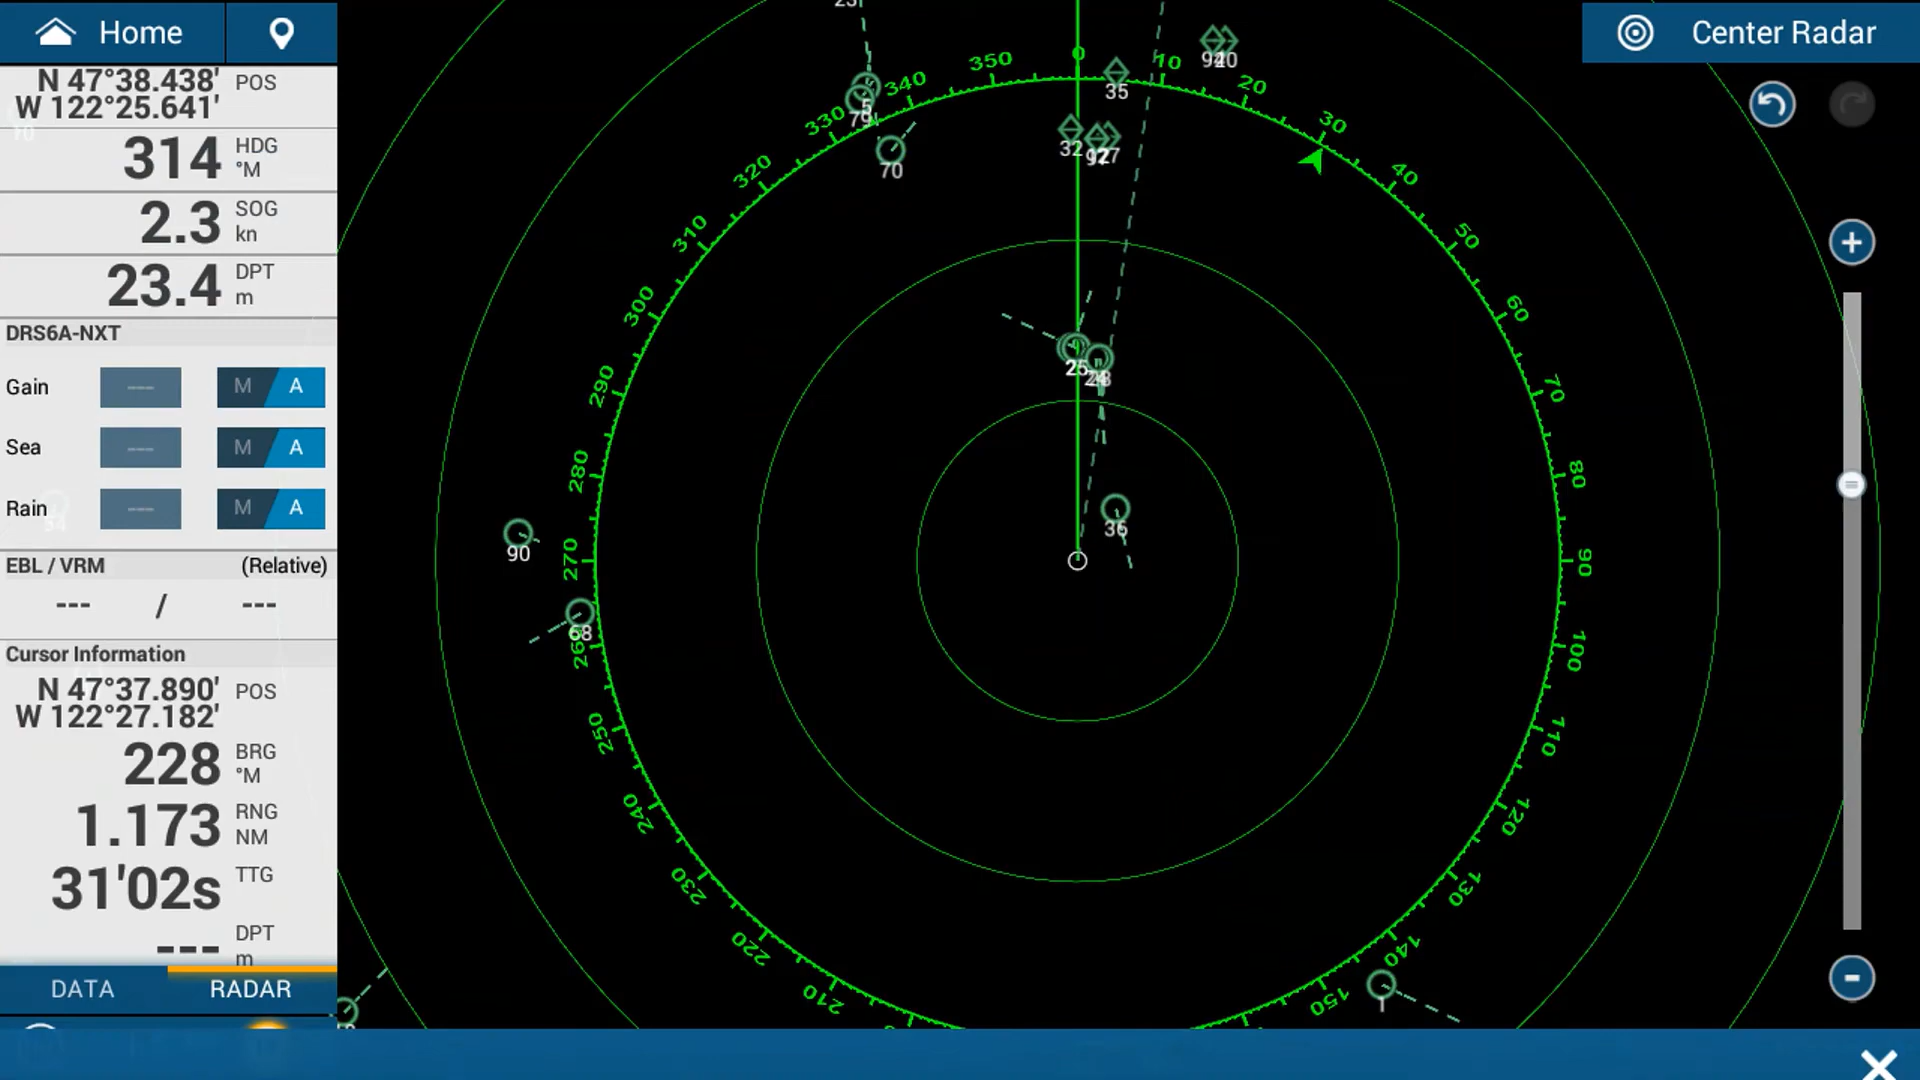 Home
Center Radar
N 47°38.438' POS
W 122°25.641'
314 HDG °M
2.3 SOG kn
23.4 DPT m
DRS6A-NXT
Gain --- M A
Sea --- M A
Rain --- M A
EBL / VRM (Relative)
--- / ---
Cursor Information
N 47°37.890' POS
W 122°27.182'
228 BRG °M
1.173 RNG NM
31'02s TTG
--- DPT m
DATA RADAR
0
10
20
30
40
50
60
70
80
90
100
110
120
130
140
150
210
220
230
240
250
260
270
280
290
300
310
320
330
340
350
35
32
70
5
79
25
28
36
90
68
1